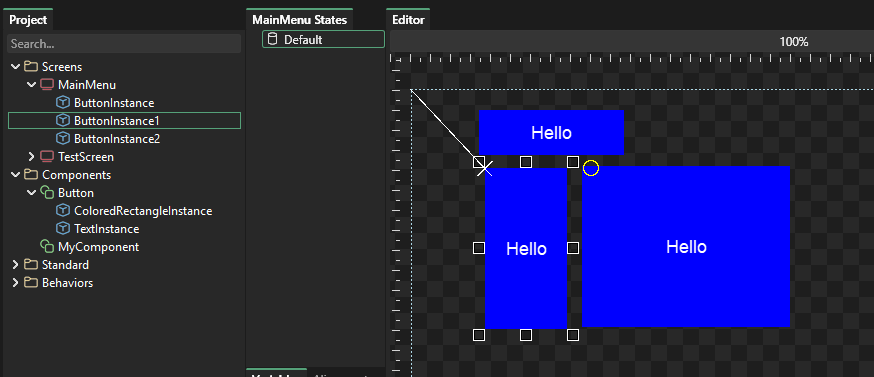 Project
Search...
Screens
MainMenu
ButtonInstance
ButtonInstance1
ButtonInstance2
TestScreen
Components
Button
ColoredRectangleInstance
TextInstance
MyComponent
Standard
Behaviors
MainMenu States
Default
Editor
100%
Hello
Hello
Hello